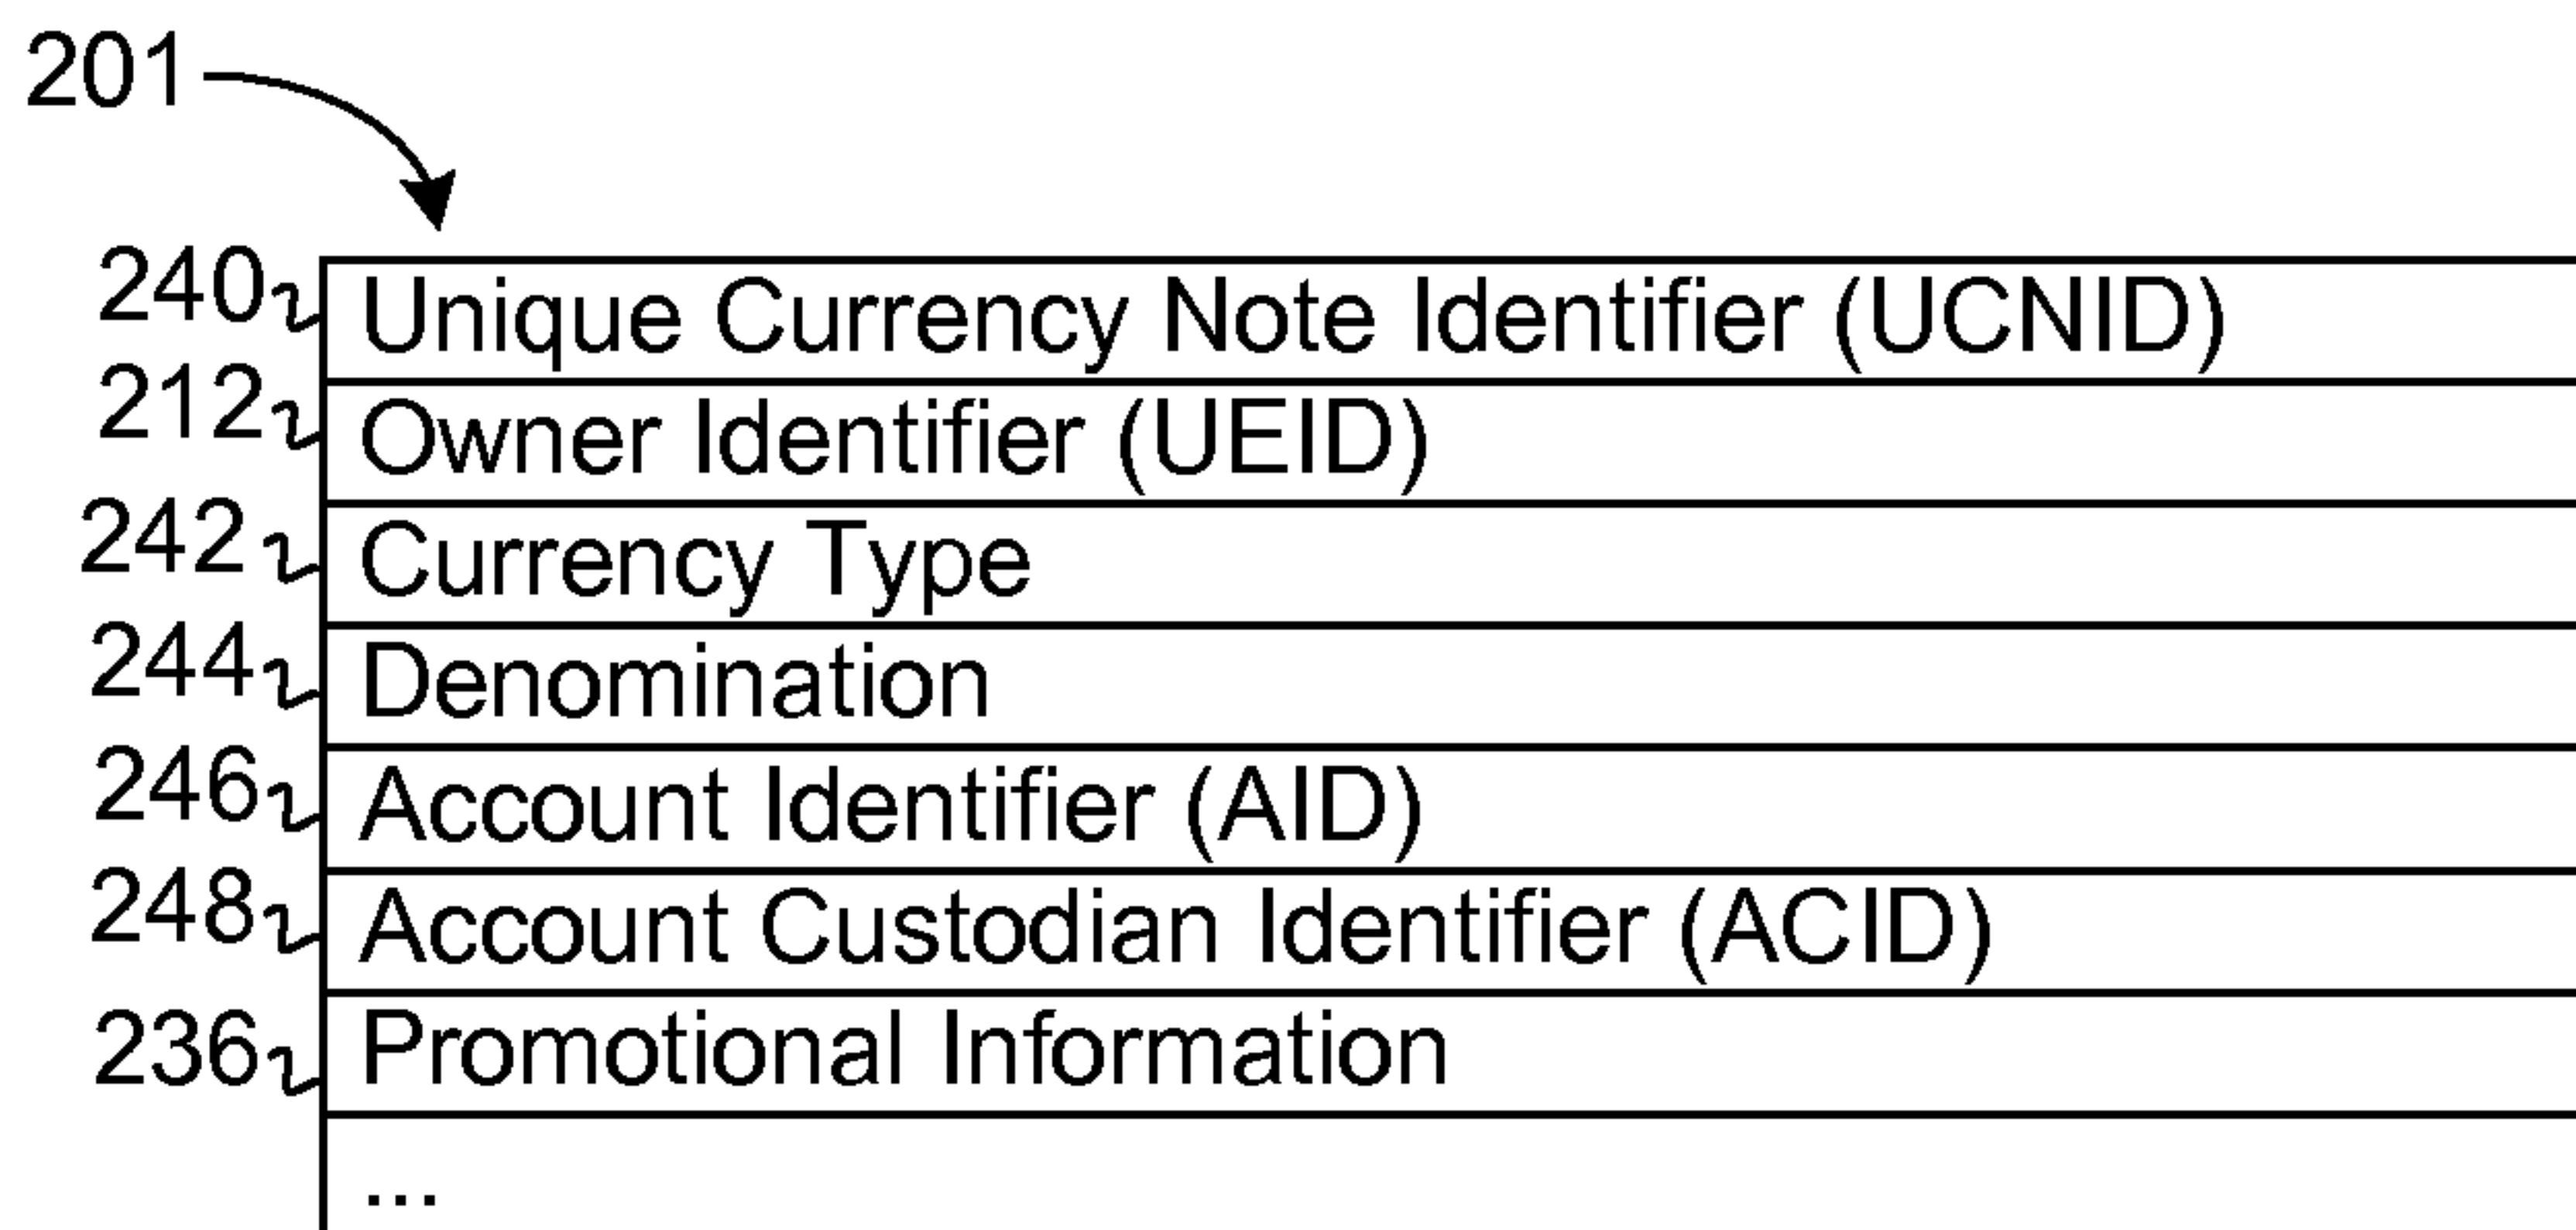 201
240 Unique Currency Note Identifier (UCNID)
212 Owner Identifier (UEID)
242 Currency Type
244 Denomination
246 Account Identifier (AID)
248 Account Custodian Identifier (ACID)
236 Promotional Information
...